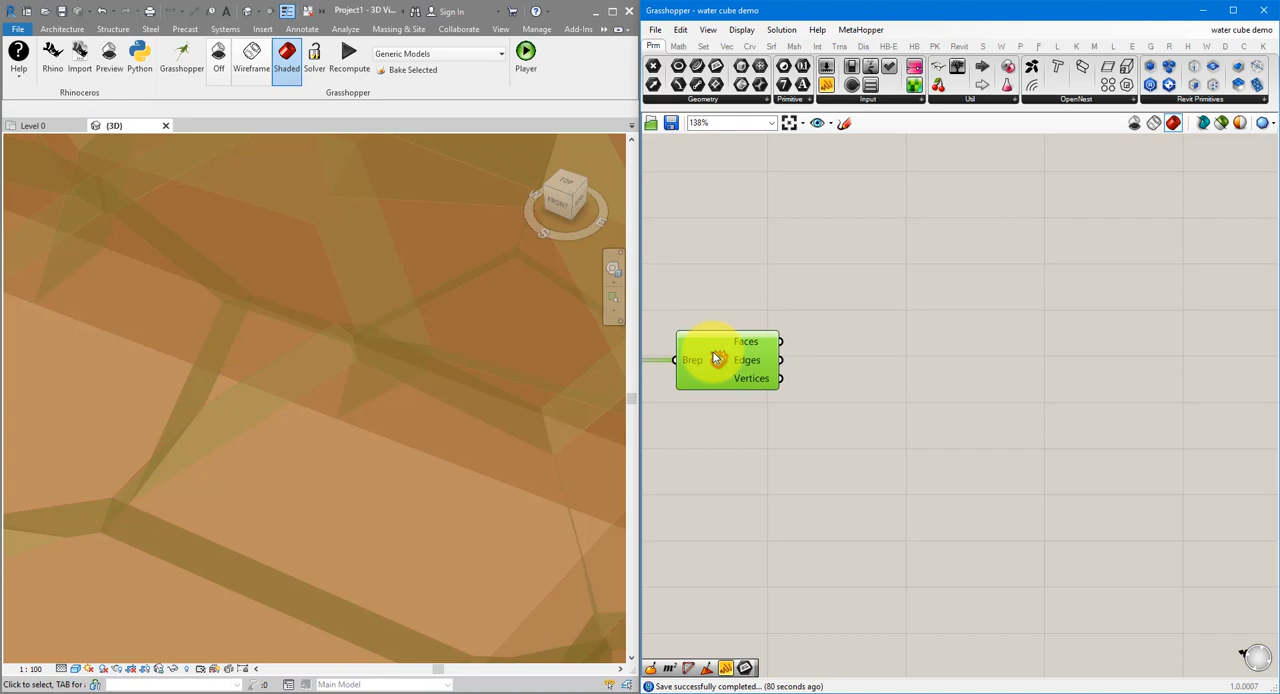 Project1 - 3D Vi...
Sign In
File
Architecture
Structure
Steel
Precast
Systems
Insert
Annotate
Analyze
Massing & Site
Collaborate
View
Manage
Add-Ins
Help
Rhino
Import
Preview
Python
Grasshopper
Off
Wireframe
Shaded
Solver
Recompute
Generic Models
Bake Selected
Player
Rhinoceros
Grasshopper
Level 0
{3D}
TOP
FRONT
W
S
1 : 100
Click to select, TAB for
:0
Main Model
Grasshopper - water cube demo
File Edit View Display Solution Help MetaHopper
water cube demo
Prm Math Set Vec Crv Srf Msh Int Trns Dis HB-E HB PK Revit S W P F L K M L W D C G R H W E V
Geometry
Primitive
Input
Util
OpenNest
Revit Primitives
138%
Faces
Brep
Edges
Vertices
Save successfully completed... (80 seconds ago)
1.0.0007